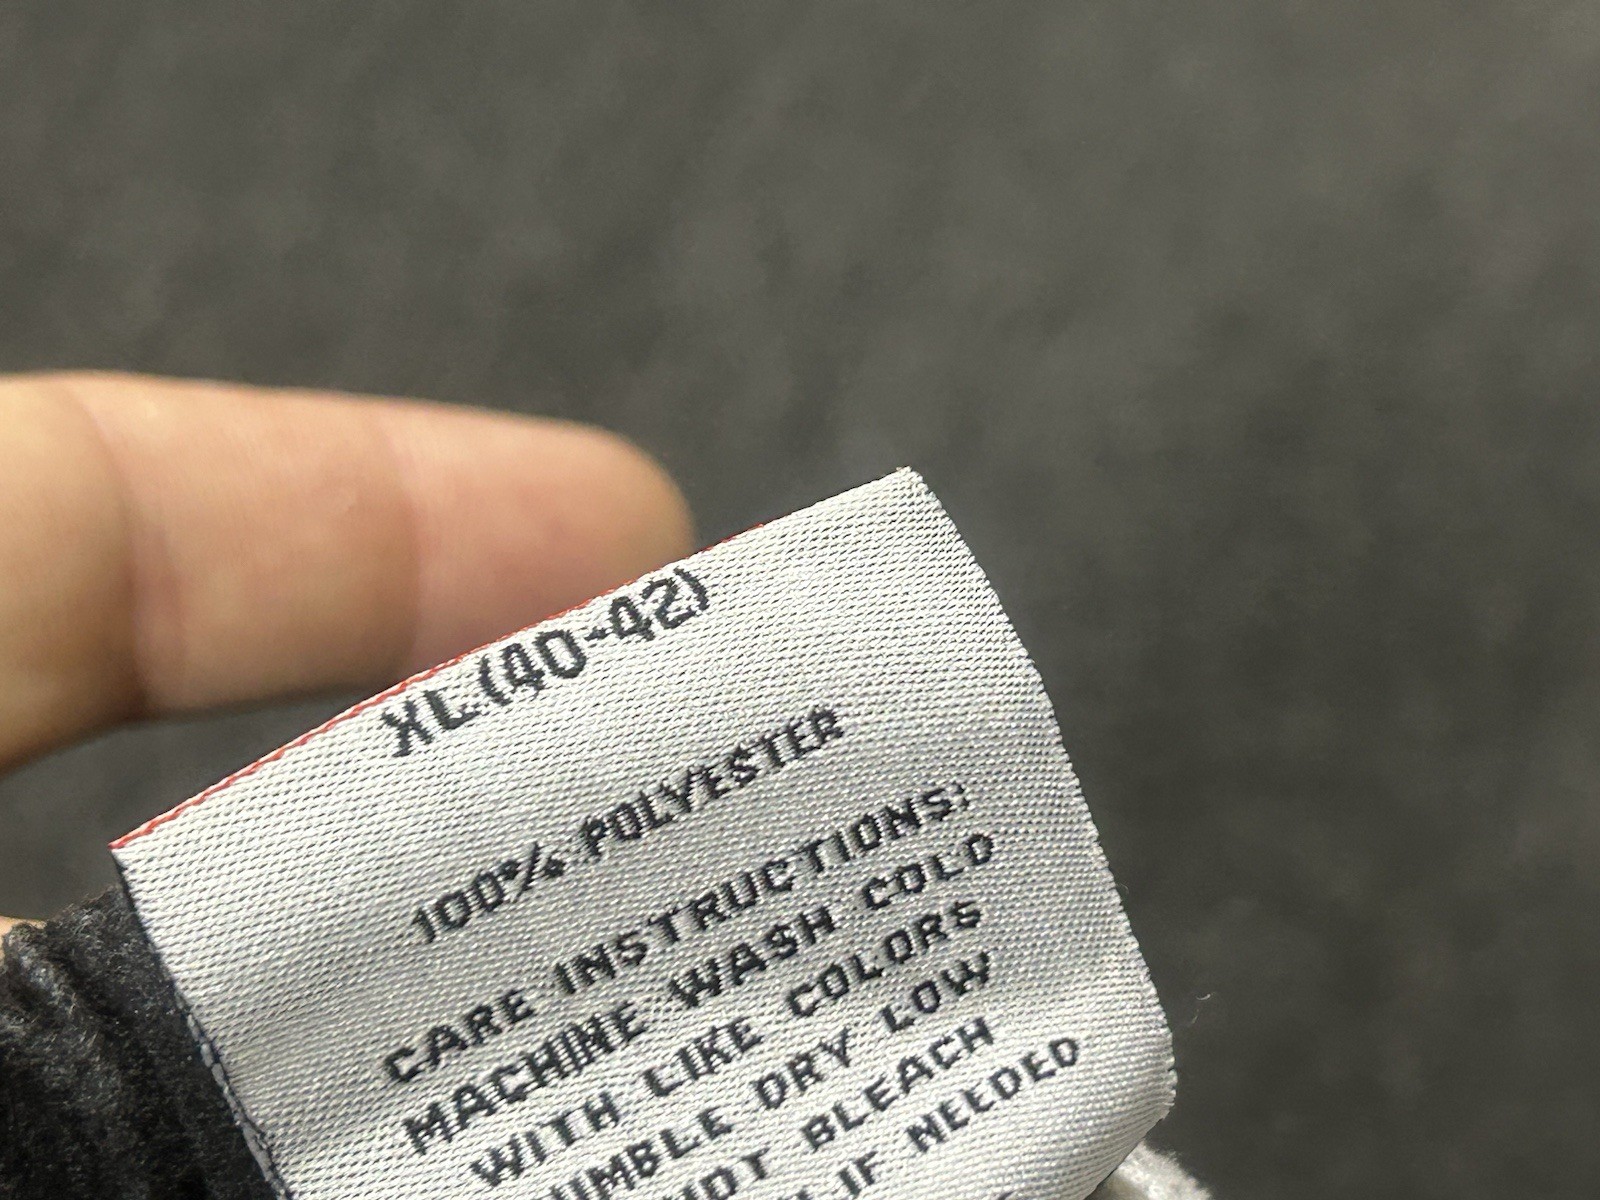 XL(40-42)
100% POLYESTER
CARE INSTRUCTIONS:
MACHINE WASH COLD
WITH LIKE COLORS
UMBLE DRY LOW
NOT BLEACH
IF NEEDED